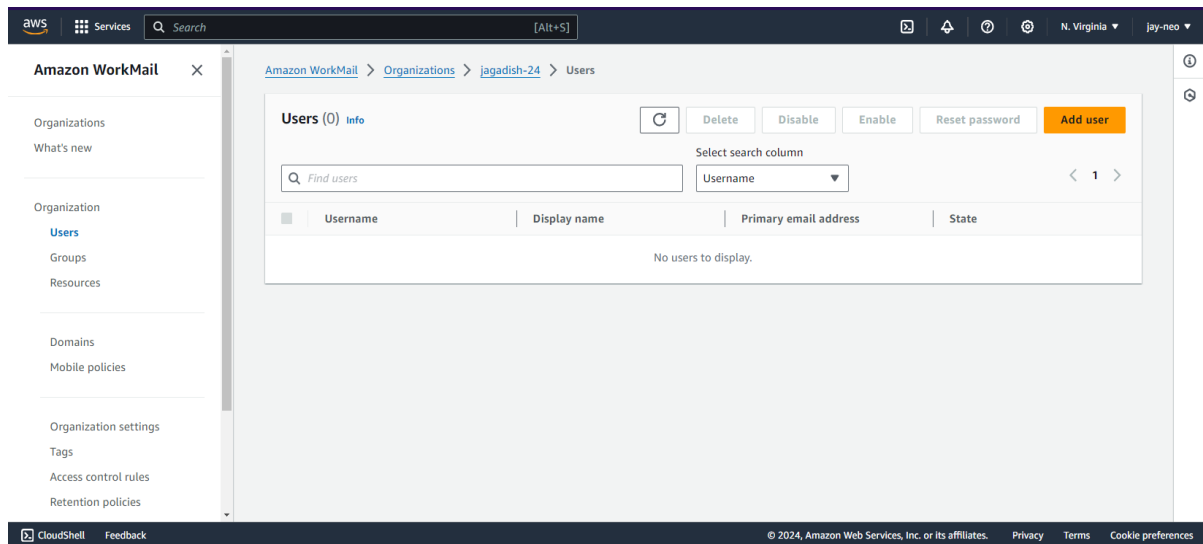 aws Services Search [Alt+S] N. Virginia jay-neo
Amazon WorkMail
Organizations
What's new
Organization
Users
Groups
Resources
Domains
Mobile policies
Organization settings
Tags
Access control rules
Retention policies
Amazon WorkMail > Organizations > jagadish-24 > Users
Users (0) Info Delete Disable Enable Reset password Add user
Select search column
Find users Username 1
Username Display name Primary email address State
No users to display.
CloudShell Feedback © 2024, Amazon Web Services, Inc. or its affiliates. Privacy Terms Cookie preferences